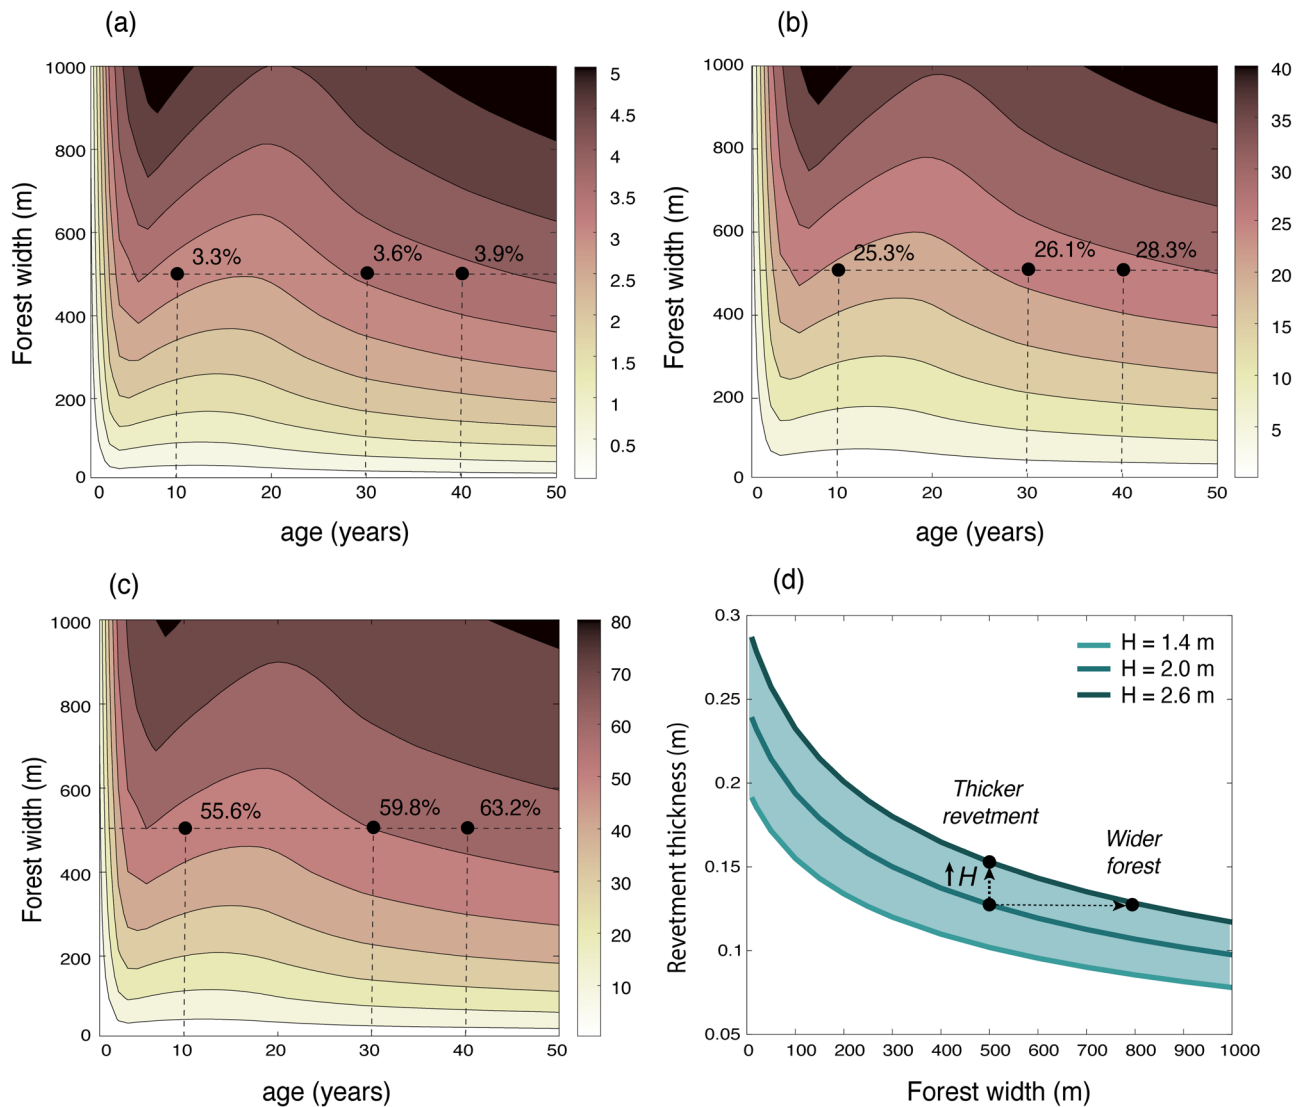 (a)
Forest width (m)
1000
800
600
400
200
0
0 10 20 30 40 50
age (years)
3.3%
3.6%
3.9%
5
4.5
4
3.5
3
2.5
2
1.5
1
0.5
(b)
Forest width (m)
1000
800
600
400
200
0
0 10 20 30 40 50
age (years)
25.3%
26.1%
28.3%
40
35
30
25
20
15
10
5
(c)
Forest width (m)
1000
800
600
400
200
0
0 10 20 30 40 50
age (years)
55.6%
59.8%
63.2%
80
70
60
50
40
30
20
10
(d)
Revetment thickness (m)
0.3
0.25
0.2
0.15
0.1
0.05
0 100 200 300 400 500 600 700 800 900 1000
Forest width (m)
H = 1.4 m
H = 2.0 m
H = 2.6 m
Thicker
revetment
Wider
forest
H